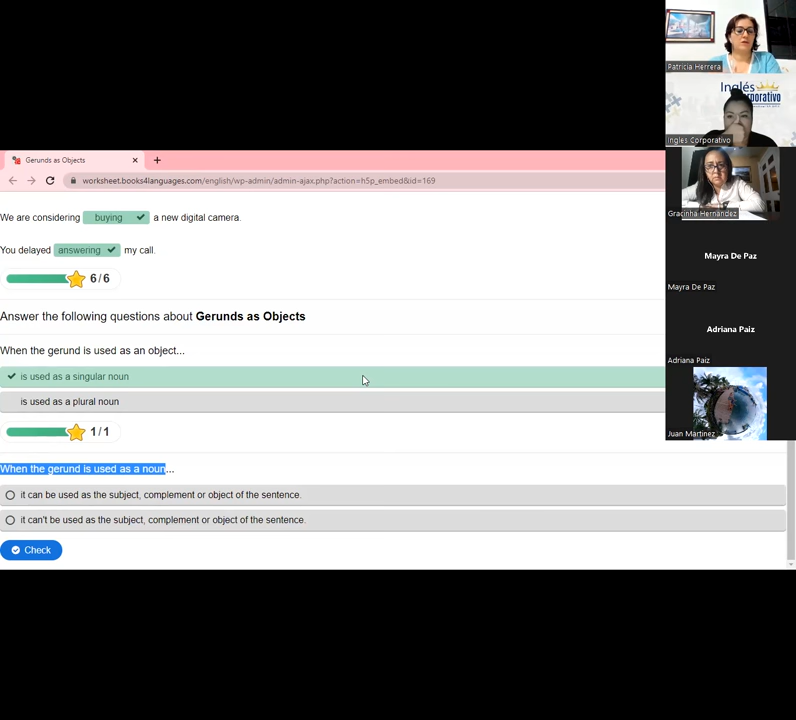 Patricia Herrera
Inglés
Corporativo
Ingles Corporativo
Gracinha Hernández
Mayra De Paz
Mayra De Paz
Adriana Paiz
Adriana Paiz
Juan Martinez
Gerunds as Objects
worksheet.books4languages.com/english/wp-admin/admin-ajax.php?action=h5p_embed&id=169
We are considering buying a new digital camera.
You delayed answering my call.
6/6
Answer the following questions about Gerunds as Objects
When the gerund is used as an object...
is used as a singular noun
is used as a plural noun
1/1
When the gerund is used as a noun...
it can be used as the subject, complement or object of the sentence.
it can't be used as the subject, complement or object of the sentence.
Check